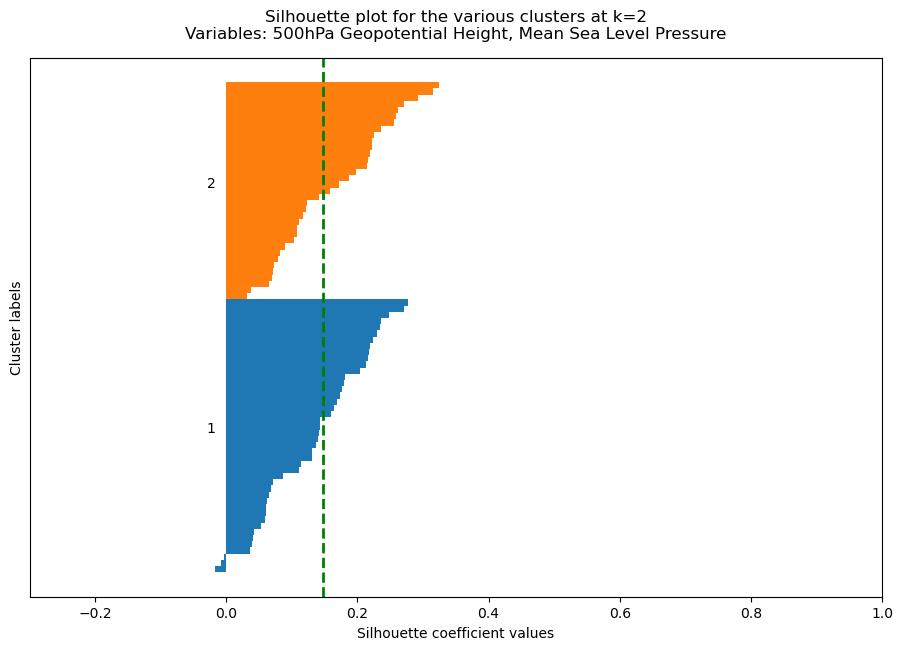 Silhouette plot for the various clusters at k=2
Variables: 500hPa Geopotential Height, Mean Sea Level Pressure
Cluster labels
2
1
−0.2 0.0 0.2 0.4 0.6 0.8 1.0
Silhouette coefficient values